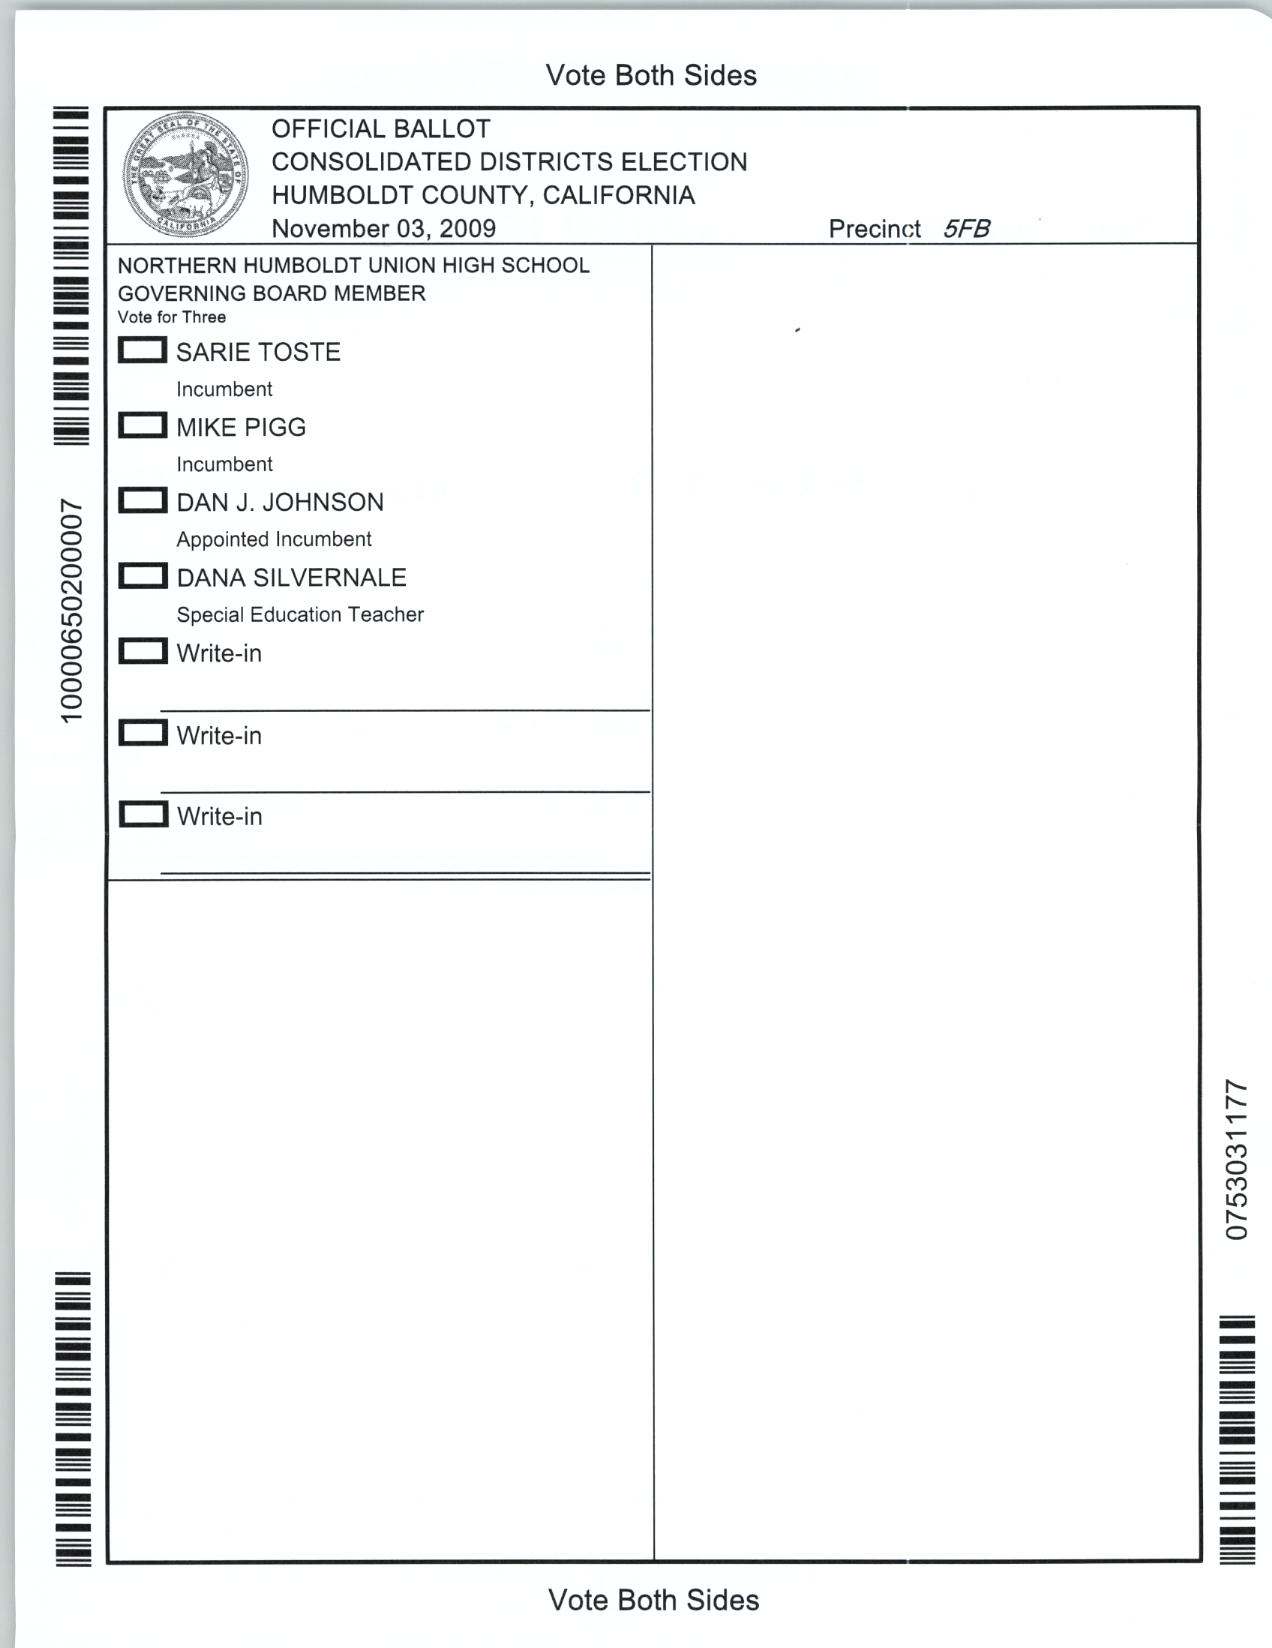 Vote Both Sides
THE GREAT SEAL OF THE STATE OF CALIFORNIA
EUREKA
OFFICIAL BALLOT
CONSOLIDATED DISTRICTS ELECTION
HUMBOLDT COUNTY, CALIFORNIA
November 03, 2009
Precinct 5FB
NORTHERN HUMBOLDT UNION HIGH SCHOOL
GOVERNING BOARD MEMBER
Vote for Three
SARIE TOSTE
Incumbent
MIKE PIGG
Incumbent
DAN J. JOHNSON
Appointed Incumbent
DANA SILVERNALE
Special Education Teacher
Write-in
Write-in
Write-in
10000650200007
0753031177
Vote Both Sides